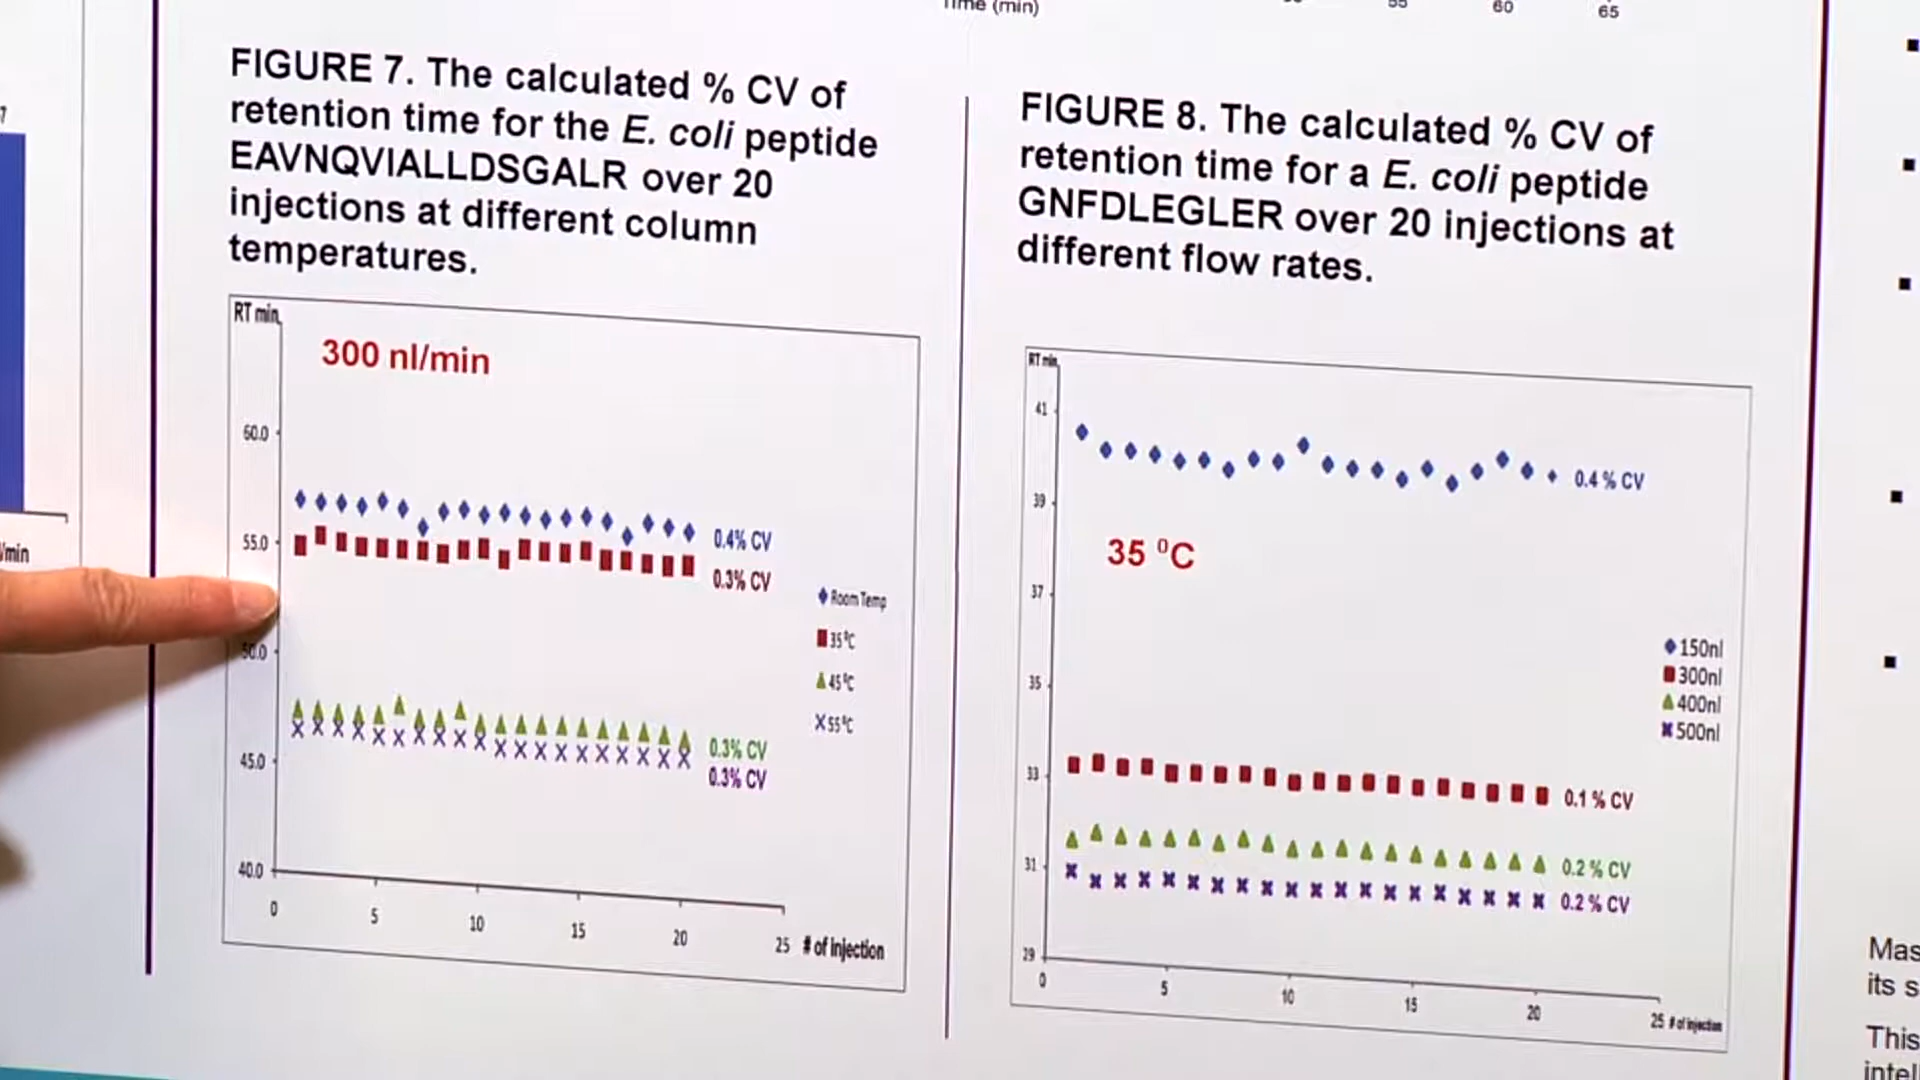 Time (min)
55
60
65
7
/min
FIGURE 7. The calculated % CV of
retention time for the E. coli peptide
EAVNQVIALLDSGALR over 20
injections at different column
temperatures.
RT min
300 nl/min
60.0
55.0
50.0
45.0
40.0
0.4% CV
0.3% CV
0.3% CV
0.3% CV
Room Temp
35⁰C
45⁰C
55⁰C
0
5
10
15
20
25
# of injection
FIGURE 8. The calculated % CV of
retention time for a E. coli peptide
GNFDLEGLER over 20 injections at
different flow rates.
RT min
41
39
37
35
33
31
29
35 ⁰C
0.4 % CV
0.1 % CV
0.2 % CV
0.2 % CV
150nl
300nl
400nl
500nl
0
5
10
15
20
25
# of injection
Mas
its s
This
intel